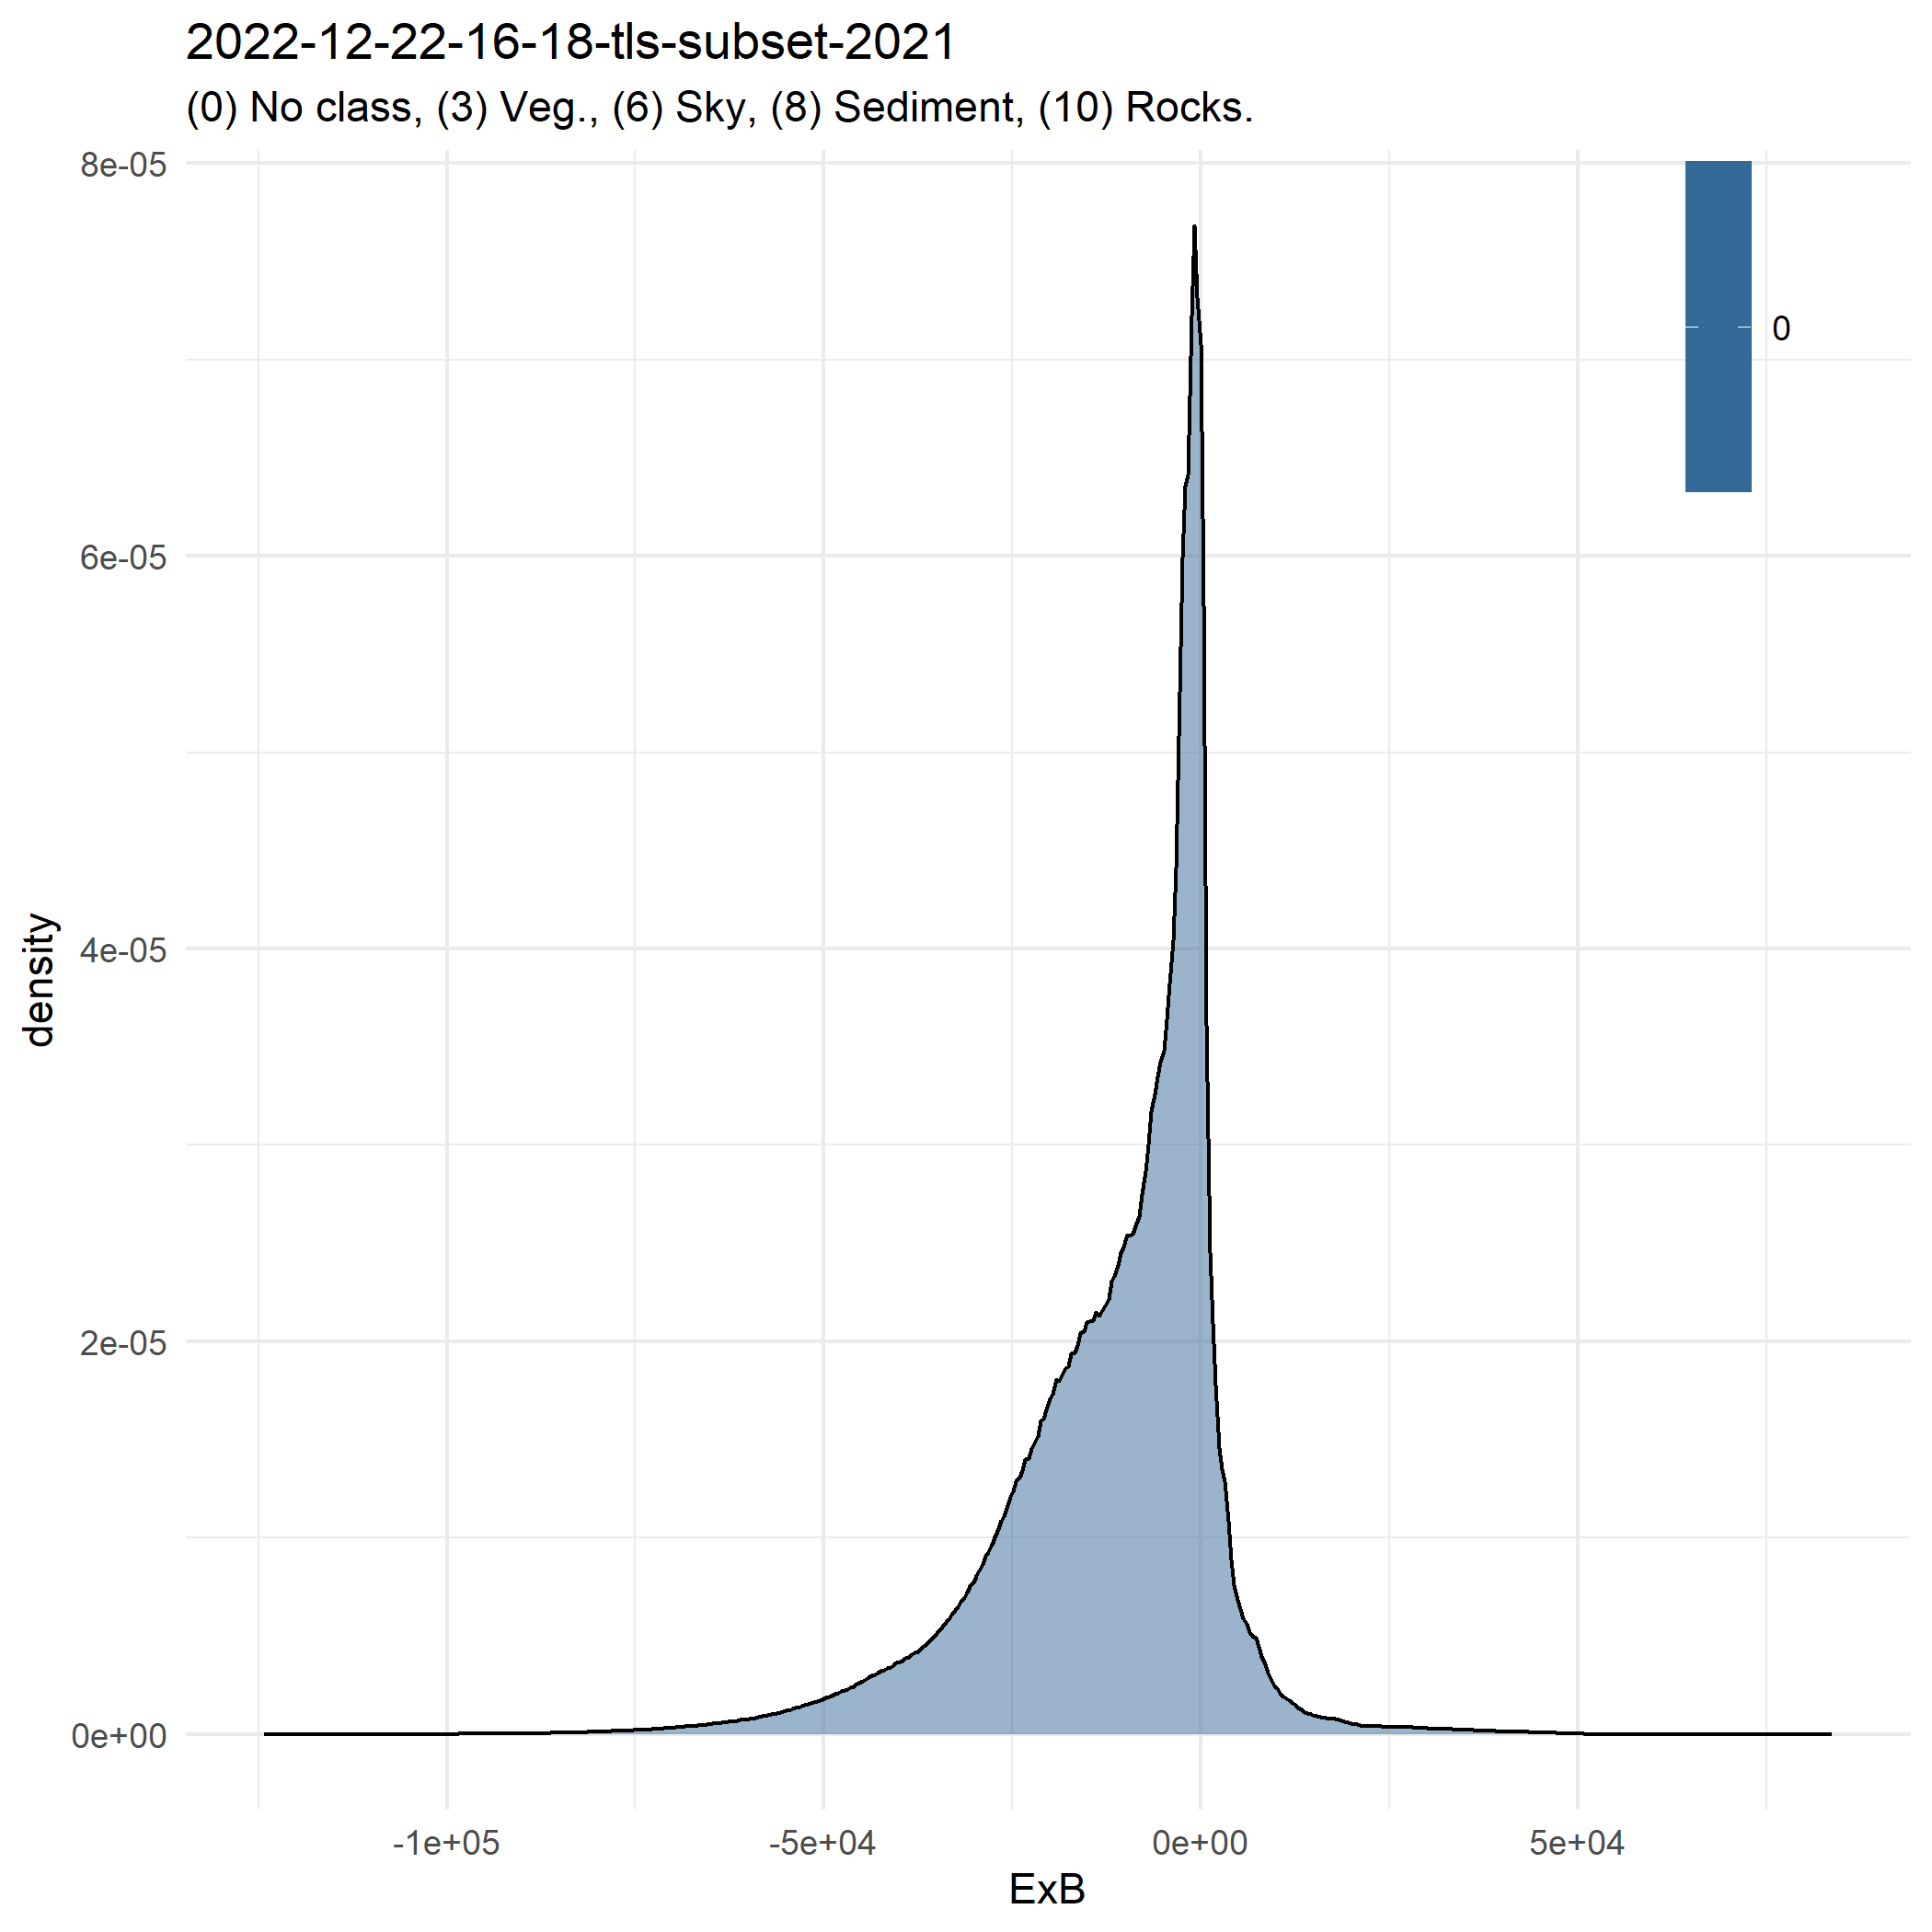 2022-12-22-16-18-tls-subset-2021
(0) No class, (3) Veg., (6) Sky, (8) Sediment, (10) Rocks.
8e-05
6e-05
4e-05
2e-05
0e+00
density
0
-1e+05
-5e+04
0e+00
5e+04
ExB